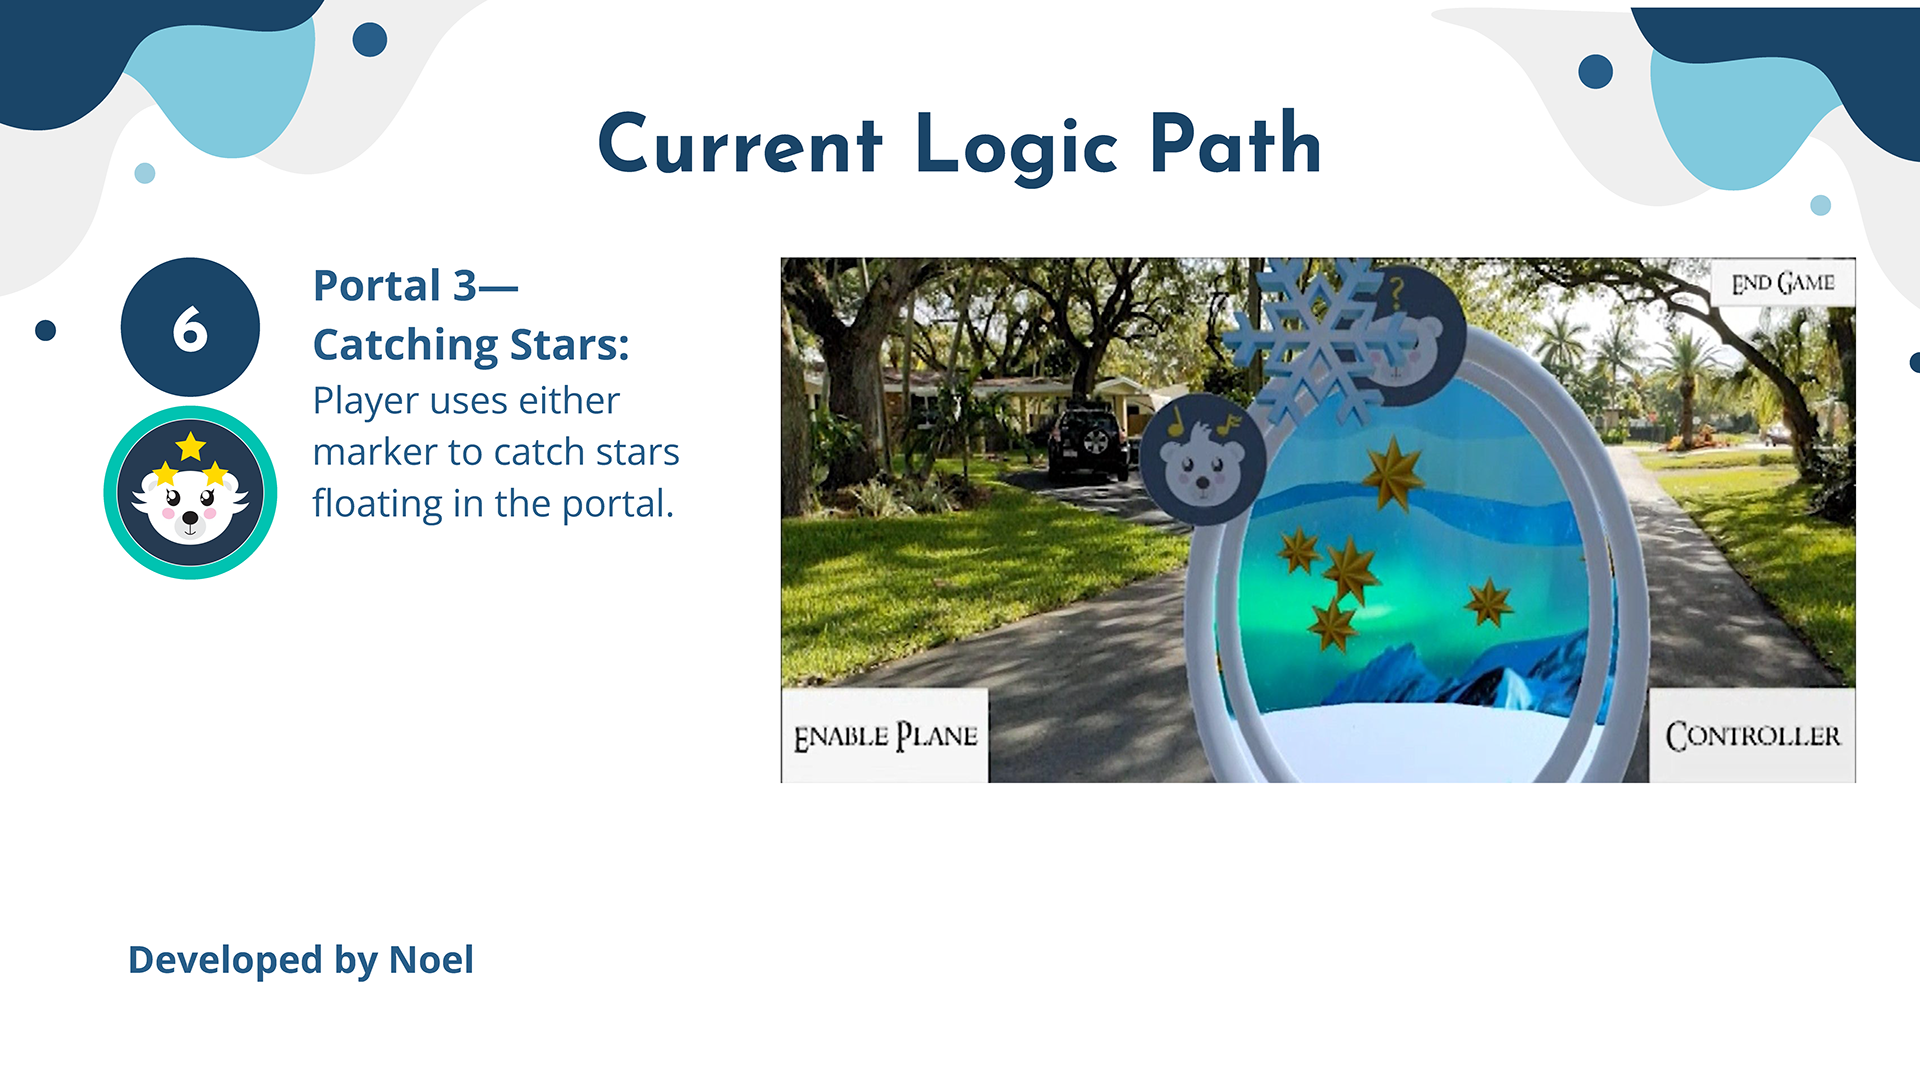 Current Logic Path
6
Portal 3—
Catching Stars:
Player uses either
marker to catch stars
floating in the portal.
?
END GAME
ENABLE PLANE
CONTROLLER
Developed by Noel